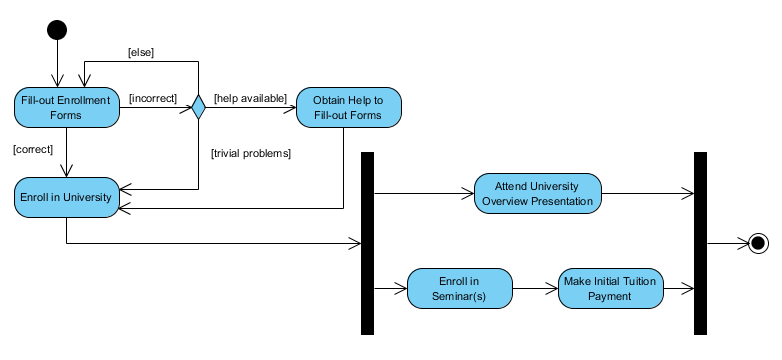 [else]
Fill-out Enrollment
Forms
[incorrect]
[help available]
Obtain Help to
Fill-out Forms
[correct]
[trivial problems]
Enroll in University
Attend University
Overview Presentation
Enroll in
Seminar(s)
Make Initial Tuition
Payment